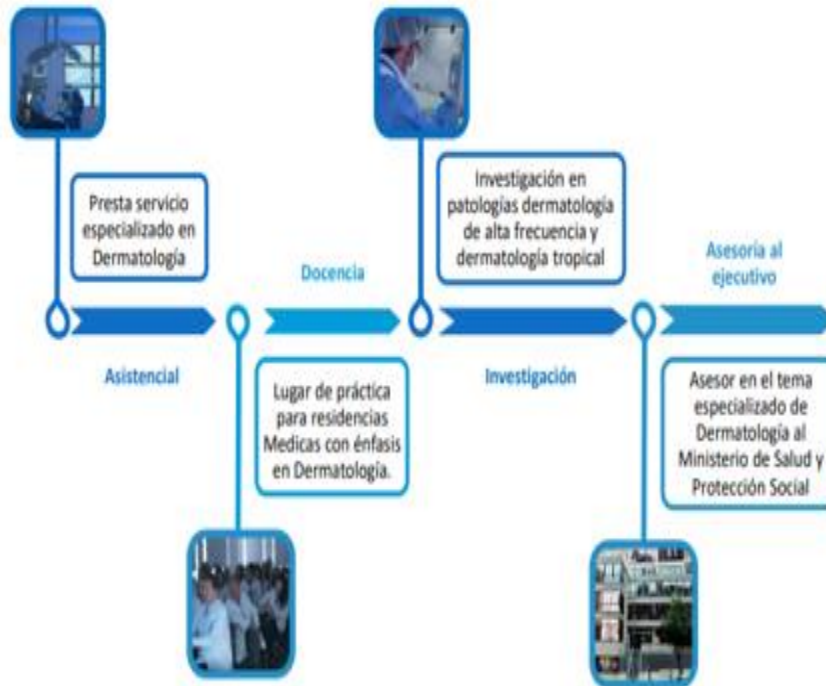 Presta servicio
especializado en
Dermatología
Asistencial
Docencia
Lugar de práctica
para residencias
Medicas con énfasis
en Dermatología.
Investigación en
patologías dermatología
de alta frecuencia y
dermatología tropical
Investigación
Asesoría al
ejecutivo
Asesor en el tema
especializado de
Dermatología al
Ministerio de Salud y
Protección Social